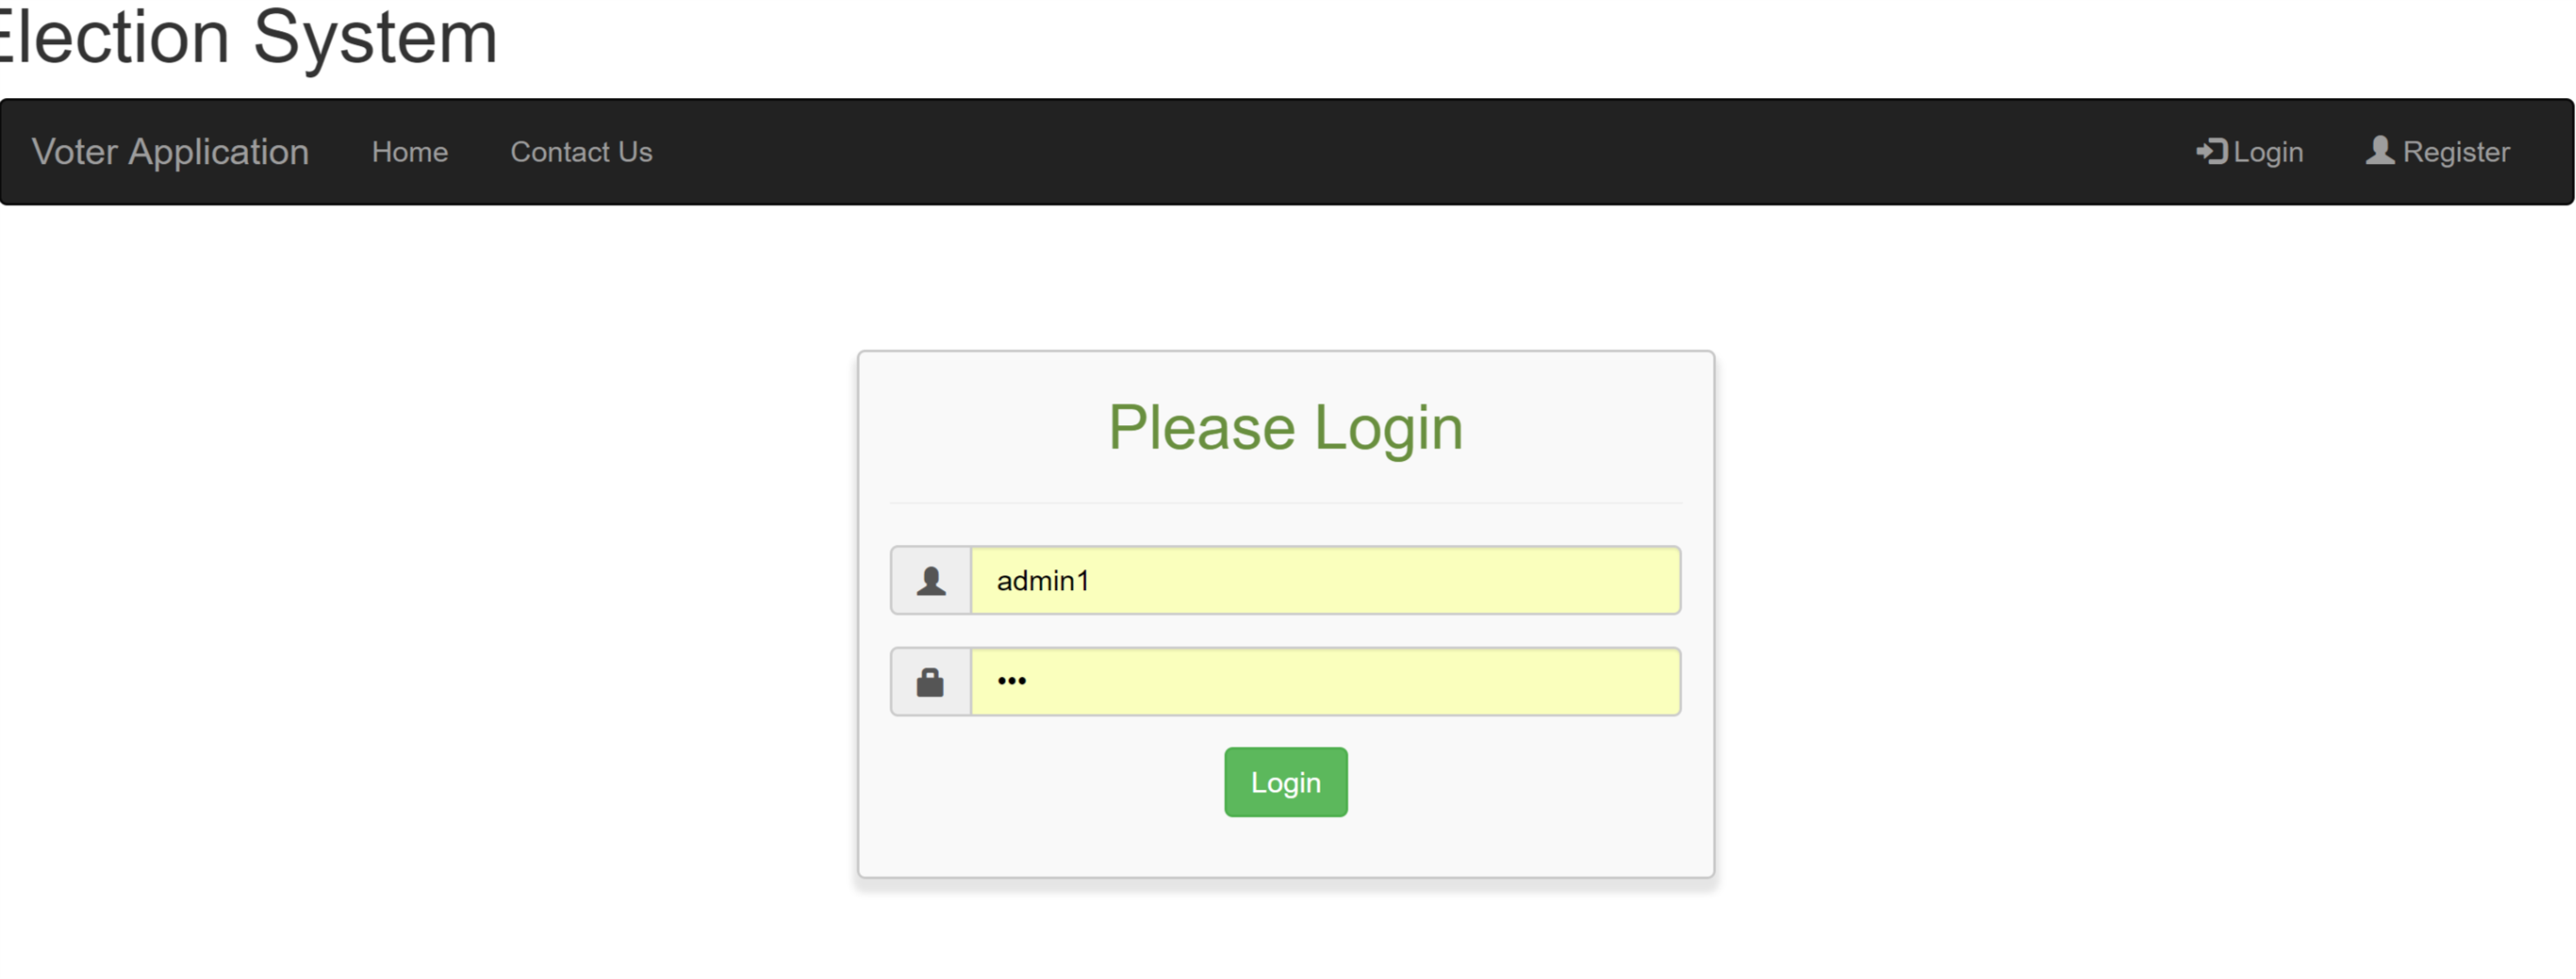 Election System
Voter Application Home Contact Us Login Register
Please Login
admin1
•••
Login